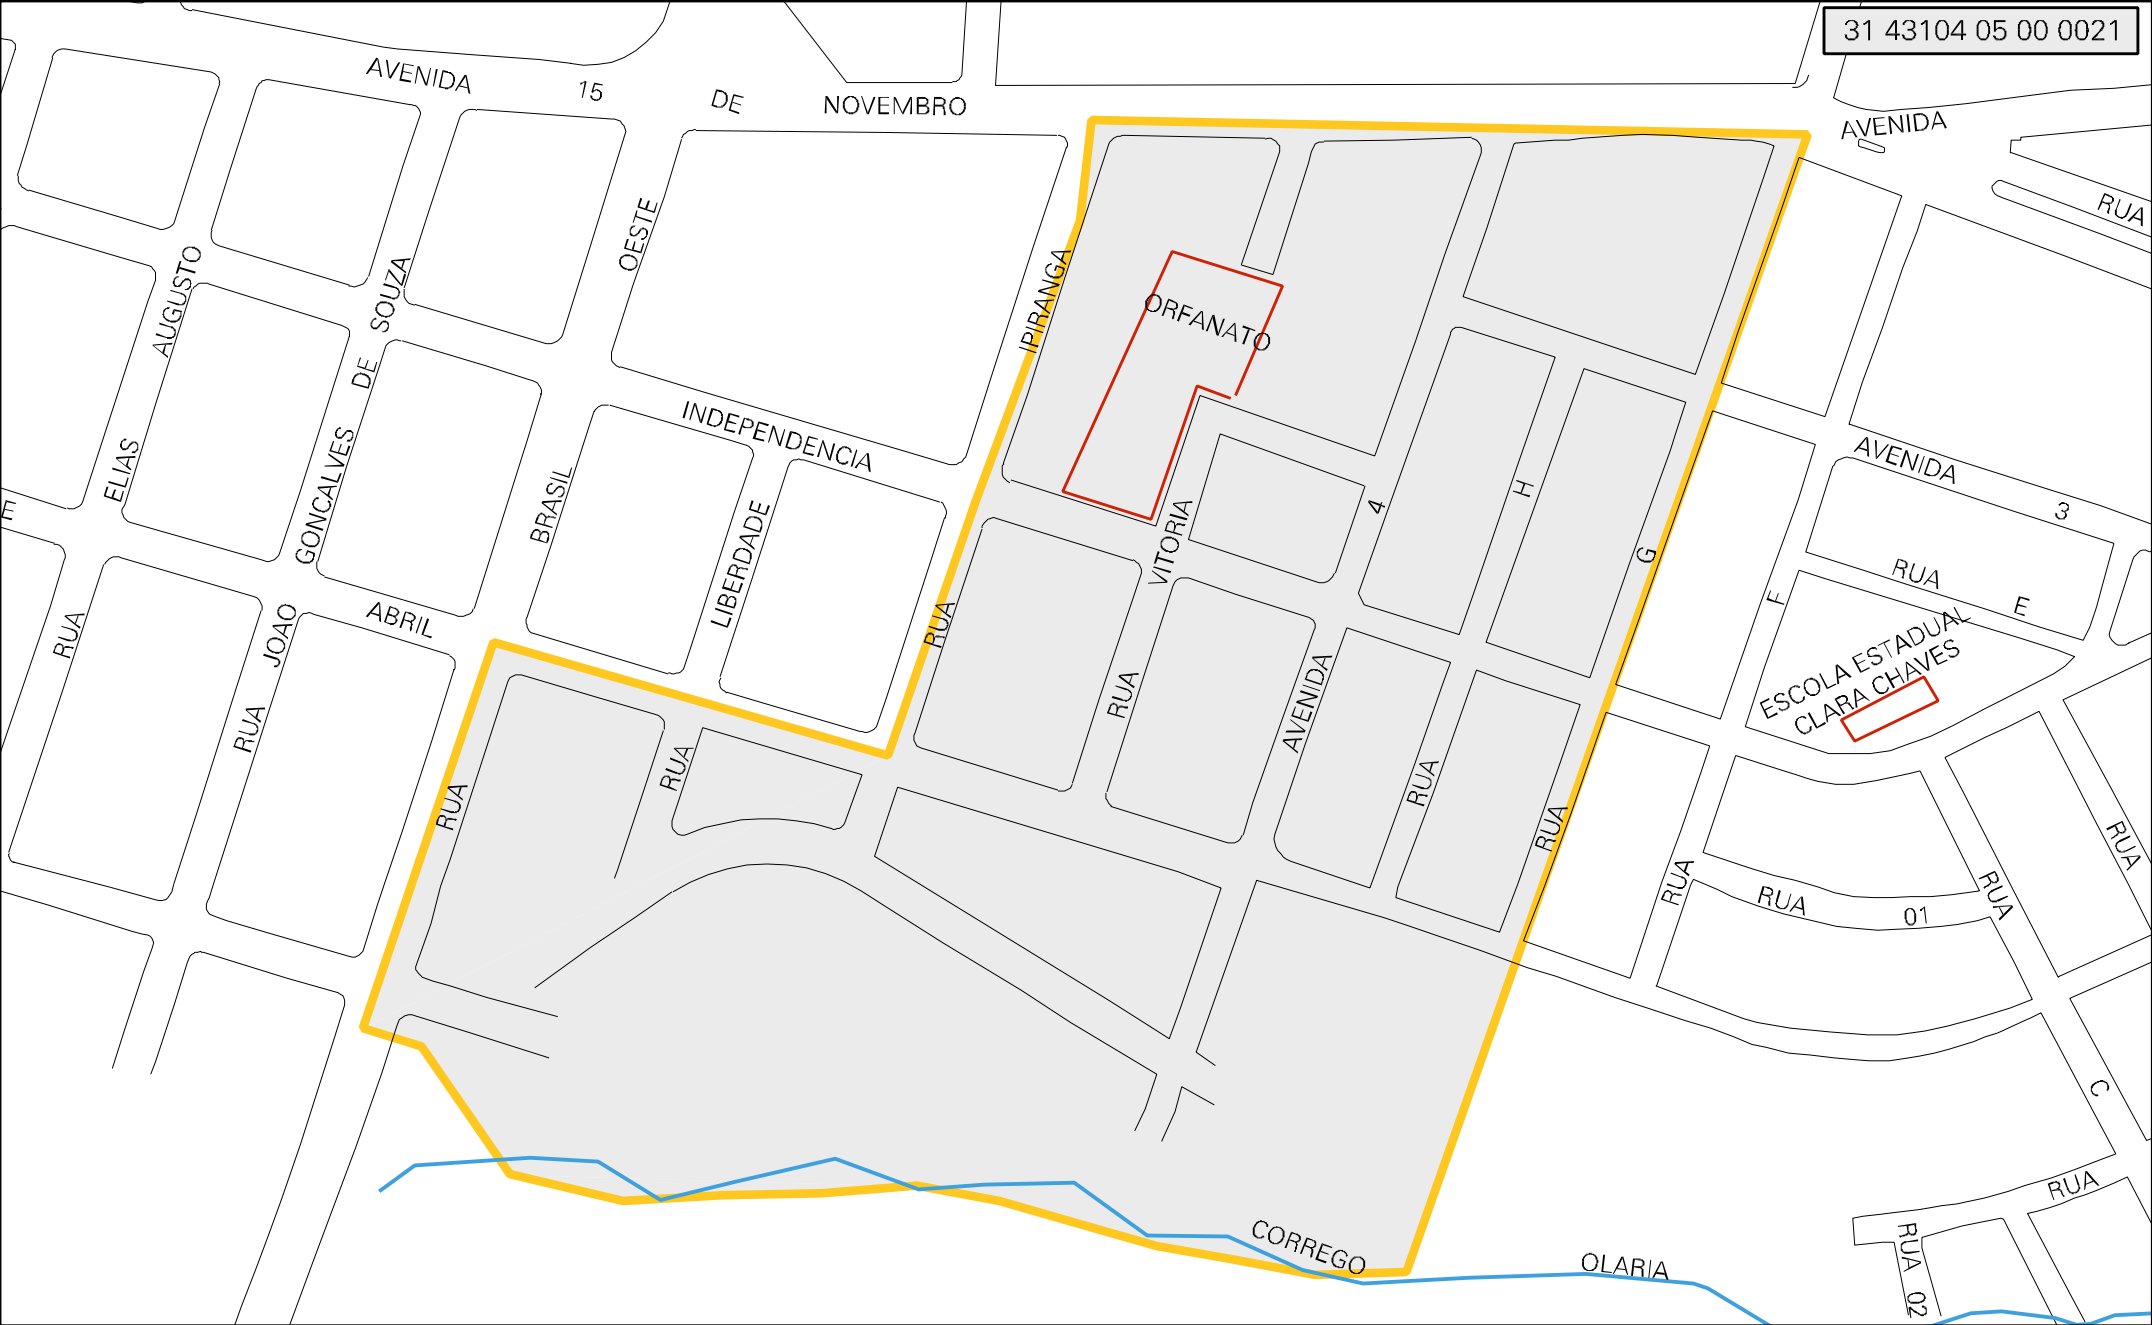 31 43104 05 00 0021
AVENIDA 15 DE NOVEMBRO
AVENIDA
RUA
OESTE
AUGUSTO
SOUZA
IPIRANGA
ORFANATO
DE
INDEPENDENCIA
ELIAS
GONCALVES
BRASIL
LIBERDADE
VITORIA
4
H
G
AVENIDA 3
E
RUA
JOAO
ABRIL
RUA
RUA
AVENIDA
F
RUA E
ESCOLA ESTADUAL
CLARA CHAVES
RUA
RUA
RUA
RUA
RUA
RUA
RUA
RUA 01
RUA
RUA
C
RUA
CORREGO OLARIA
RUA 02